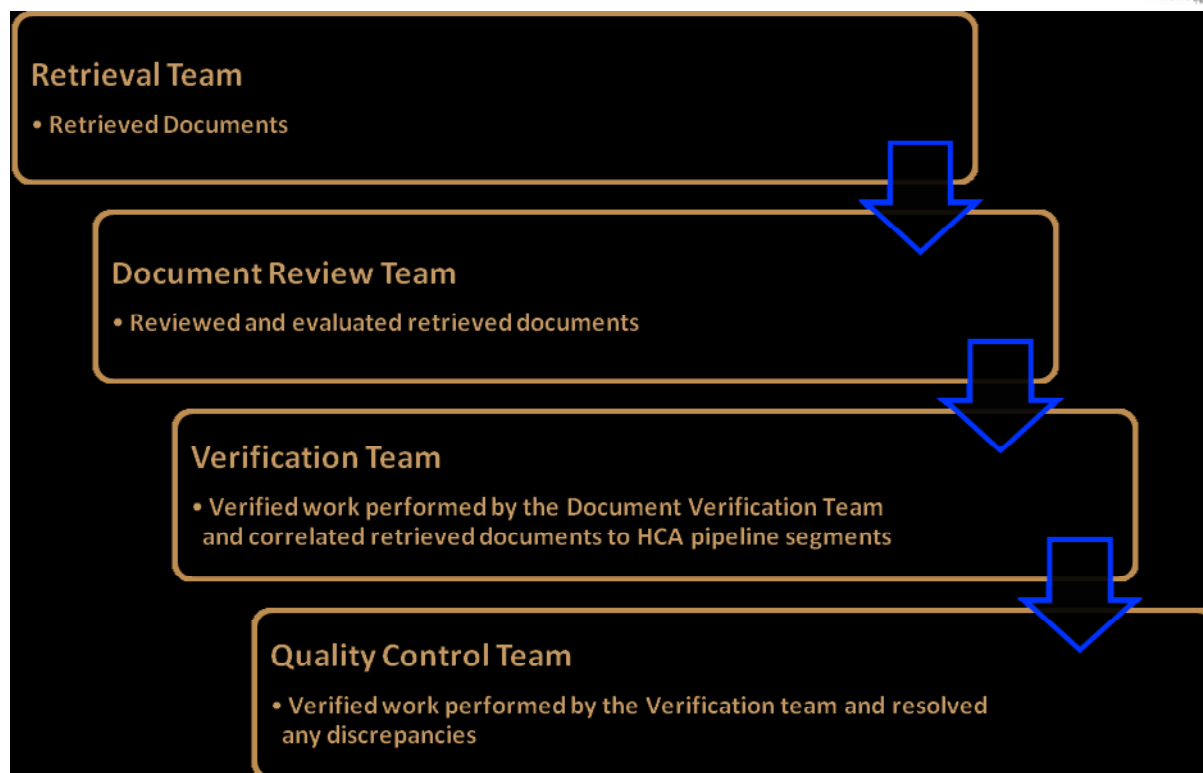 Retrieval Team
• Retrieved Documents
Document Review Team
• Reviewed and evaluated retrieved documents
Verification Team
• Verified work performed by the Document Verification Team
and correlated retrieved documents to HCA pipeline segments
Quality Control Team
• Verified work performed by the Verification team and resolved
any discrepancies